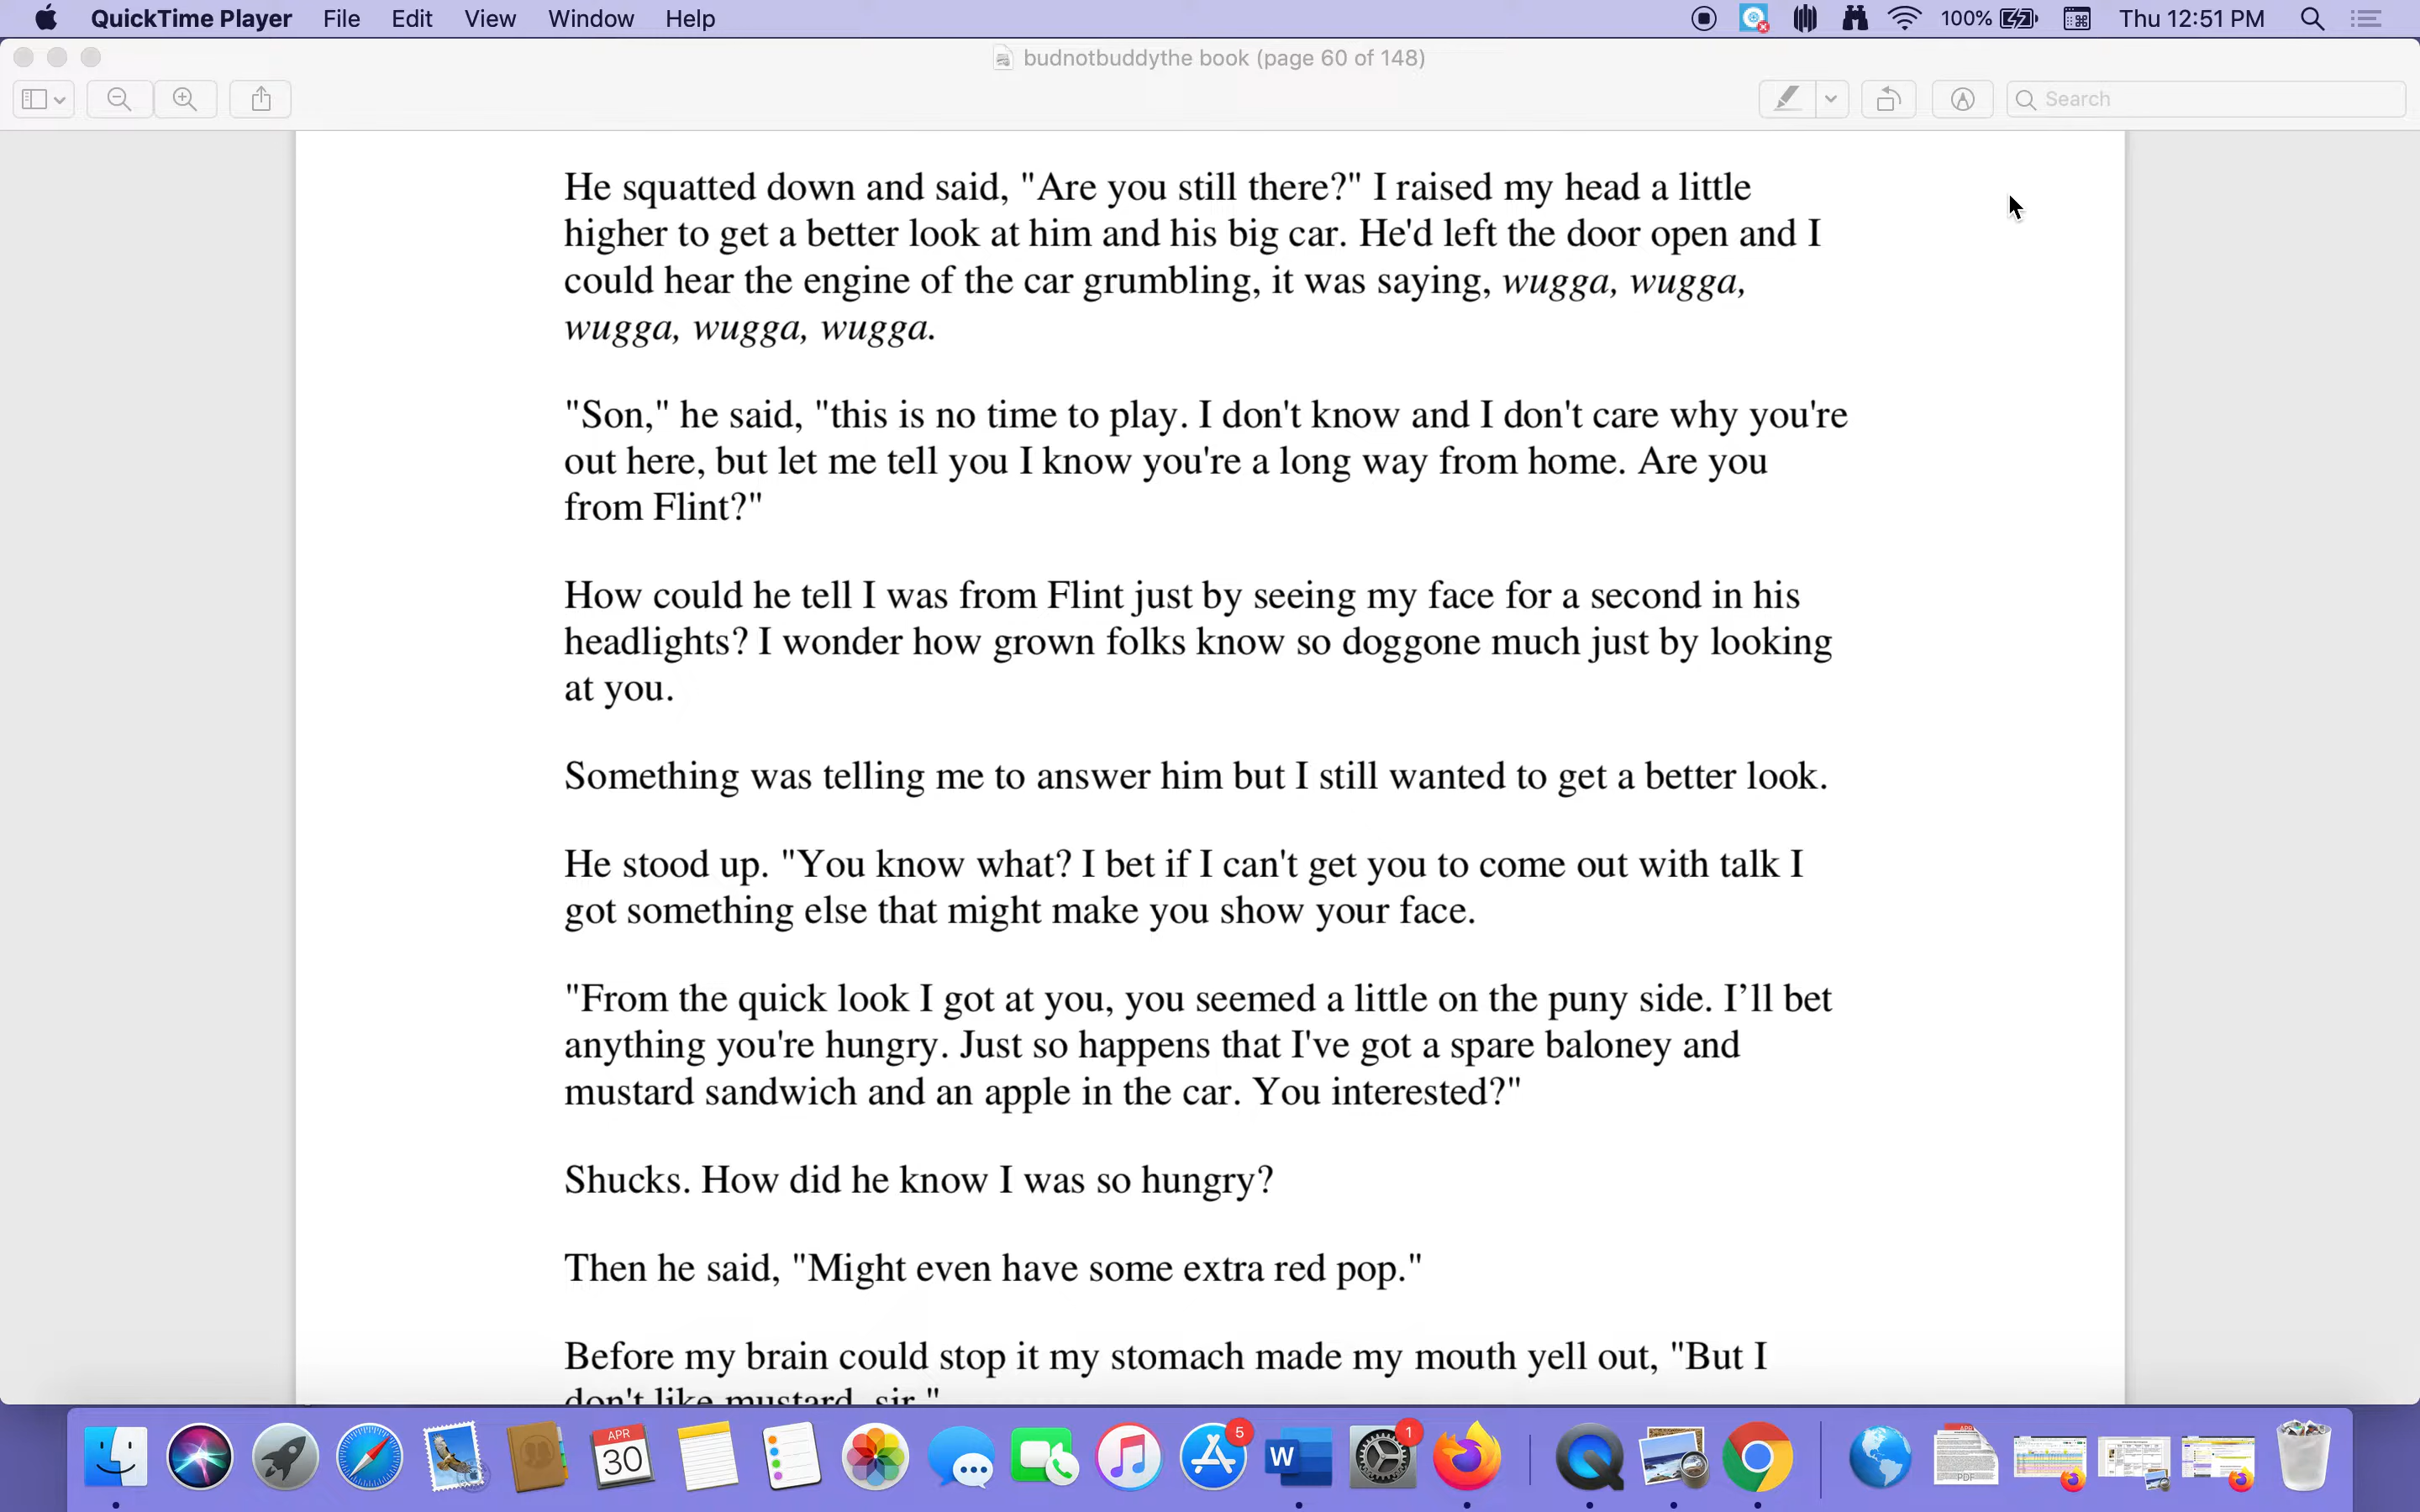 QuickTime Player File Edit View Window Help 100% Thu 12:51 PM
budnotbuddythe book (page 60 of 148)
Search
He squatted down and said, "Are you still there?" I raised my head a little
higher to get a better look at him and his big car. He'd left the door open and I
could hear the engine of the car grumbling, it was saying, wugga, wugga,
wugga, wugga, wugga.
"Son," he said, "this is no time to play. I don't know and I don't care why you're
out here, but let me tell you I know you're a long way from home. Are you
from Flint?"
How could he tell I was from Flint just by seeing my face for a second in his
headlights? I wonder how grown folks know so doggone much just by looking
at you.
Something was telling me to answer him but I still wanted to get a better look.
He stood up. "You know what? I bet if I can't get you to come out with talk I
got something else that might make you show your face.
"From the quick look I got at you, you seemed a little on the puny side. I’ll bet
anything you're hungry. Just so happens that I've got a spare baloney and
mustard sandwich and an apple in the car. You interested?"
Shucks. How did he know I was so hungry?
Then he said, "Might even have some extra red pop."
Before my brain could stop it my stomach made my mouth yell out, "But I
don't like mustard, sir."
APR
30
5
W
1
PDF